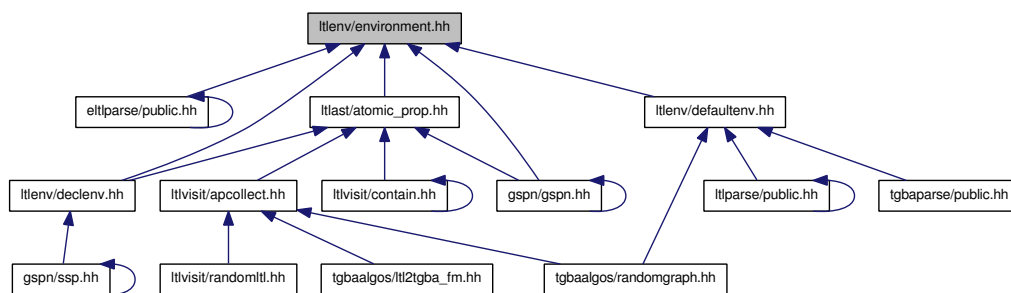 ltlenv/environment.hh
eltlparse/public.hh
ltlast/atomic_prop.hh
ltlenv/defaultenv.hh
ltlenv/declenv.hh
ltlvisit/apcollect.hh
ltlvisit/contain.hh
gspn/gspn.hh
ltlparse/public.hh
tgbaparse/public.hh
gspn/ssp.hh
ltlvisit/randomltl.hh
tgbaalgos/ltl2tgba_fm.hh
tgbaalgos/randomgraph.hh